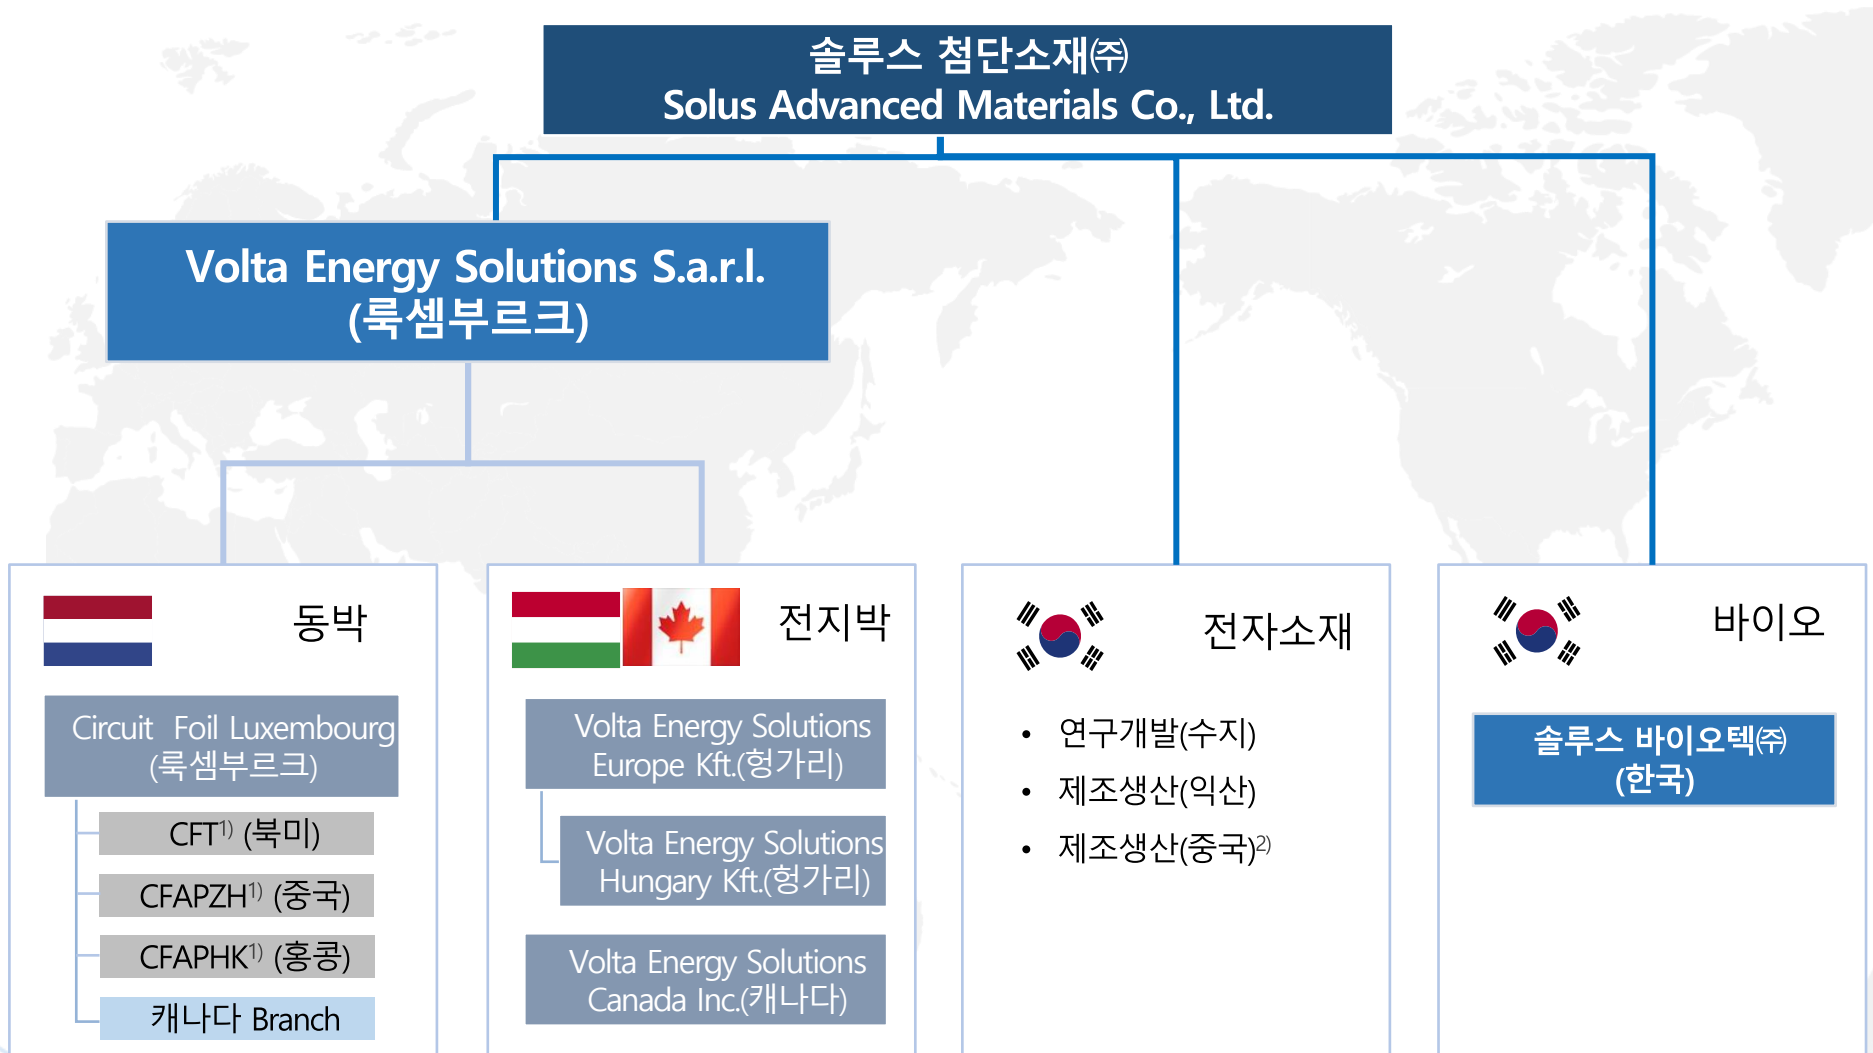 솔루스 첨단소재㈜
Solus Advanced Materials Co., Ltd.
Volta Energy Solutions S.a.r.l.
(룩셈부르크)
동박
Circuit Foil Luxembourg
(룩셈부르크)
CFT1) (북미)
CFAPZH1) (중국)
CFAPHK1) (홍콩)
캐나다 Branch
전지박
Volta Energy Solutions
Europe Kft.(헝가리)
Volta Energy Solutions
Hungary Kft.(헝가리)
Volta Energy Solutions
Canada Inc.(캐나다)
전자소재
• 연구개발(수지)
• 제조생산(익산)
• 제조생산(중국)2)
바이오
솔루스 바이오텍㈜
(한국)